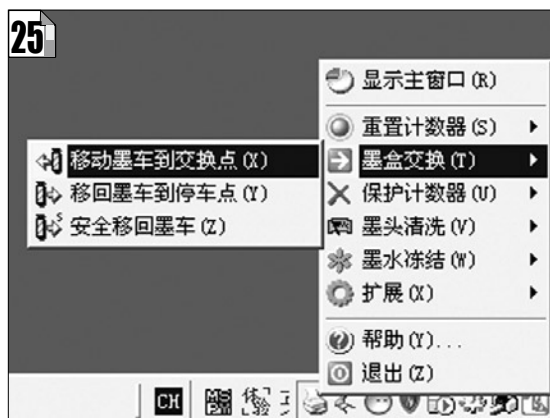 25
显示主窗口(R)
重置计数器(S)
墨盒交换(T)
移动墨车到交换点(X)
移回墨车到停车点(Y)
安全移回墨车(Z)
保护计数器(U)
墨头清洗(V)
墨水冻结(W)
扩展(X)
帮助(Y)...
退出(Z)
CH
体验